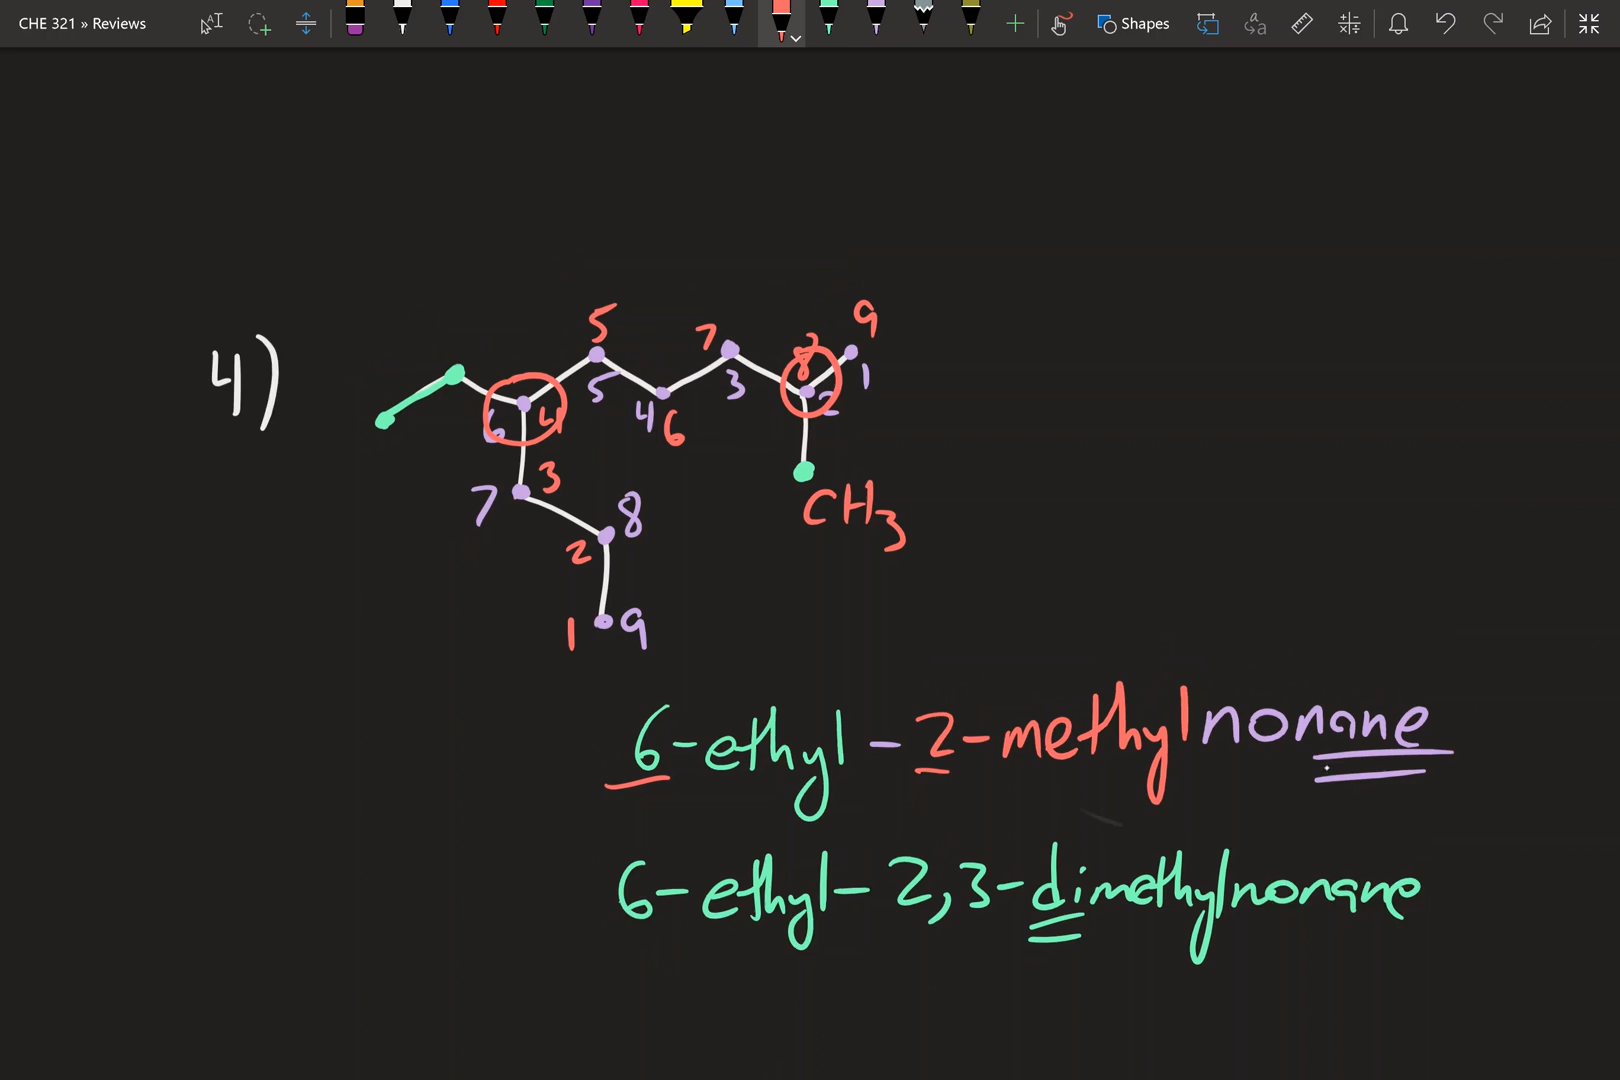 CHE 321 » Reviews
Shapes
4)
5 7 8 9
6 4 5 4 6 3 2 1
7 3 8 CH3
2
1 9
6-ethyl-2-methylnonane
6-ethyl-2,3-dimethylnonane